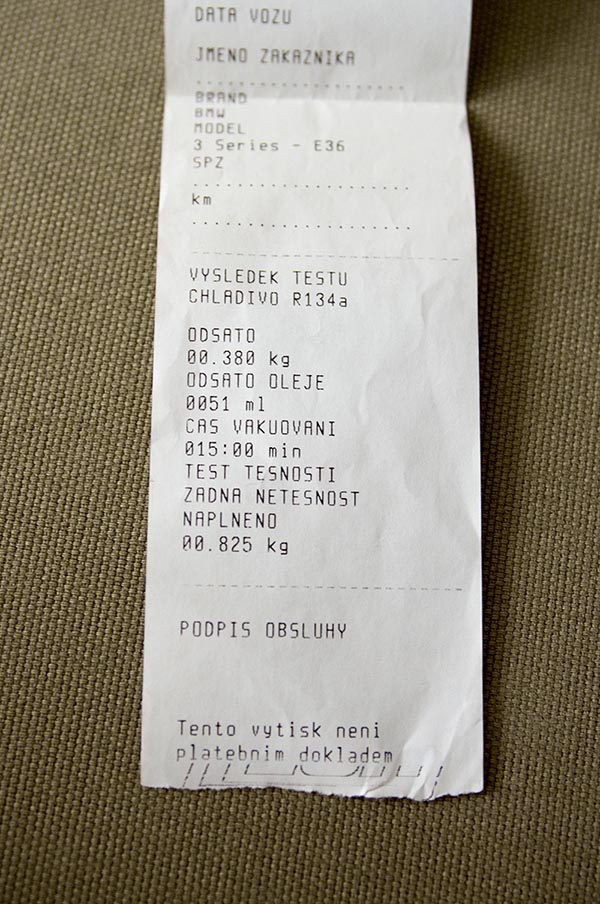 DATA VOZU
JMENO ZAKAZNIKA
....................
BRAND
BMW
MODEL
3 Series - E36
SPZ
....................
km
....................
VYSLEDEK TESTU
CHLADIVO R134a
ODSATO
00.380 kg
ODSATO OLEJE
0051 ml
CAS VAKUOVANI
015:00 min
TEST TESNOSTI
ZADNA NETESNOST
NAPLNENO
00.825 kg
PODPIS OBSLUHY
Tento vytisk neni
platebnim dokladem